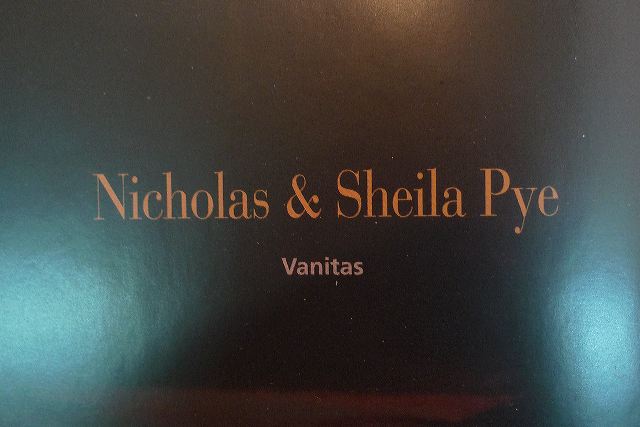 Nicholas & Sheila Pye
Vanitas